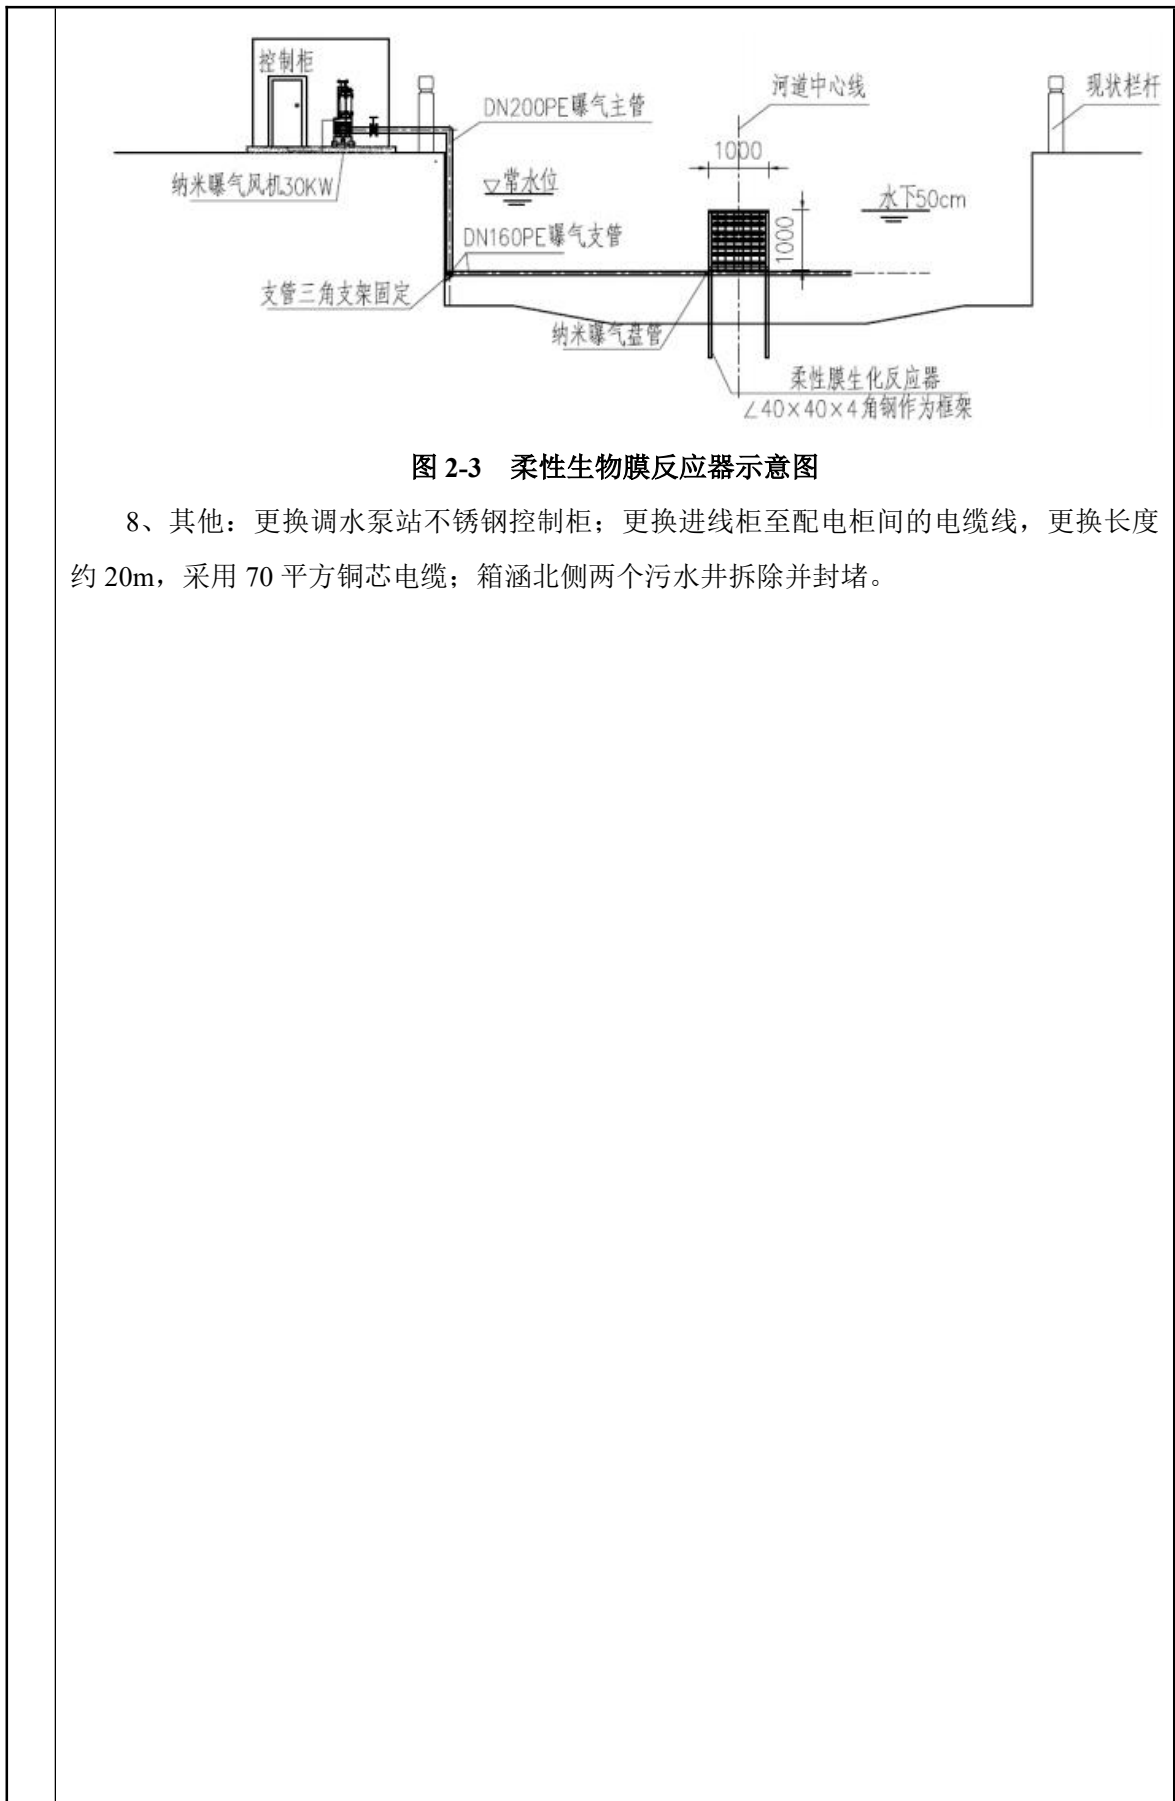 控制柜
DN200PE曝气主管
河道中心线
现状栏杆
1000
纳米曝气风机30KW
常水位
水下50cm
DN160PE曝气支管
1000
支管三角支架固定
纳米曝气盘管
柔性膜生化反应器
∠40×40×4角钢作为框架
图 2-3 柔性生物膜反应器示意图
8、其他：更换调水泵站不锈钢控制柜；更换进线柜至配电柜间的电缆线，更换长度
约 20m，采用 70 平方铜芯电缆；箱涵北侧两个污水井拆除并封堵。